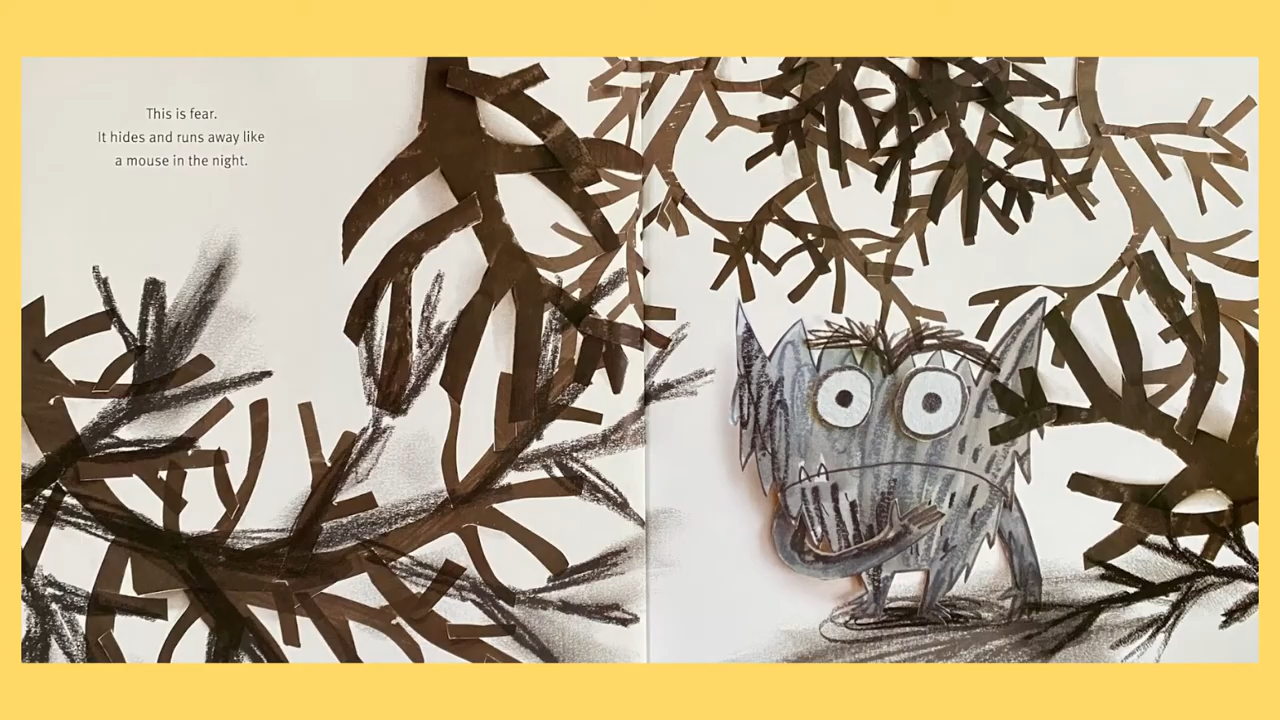 This is fear.
It hides and runs away like
a mouse in the night.